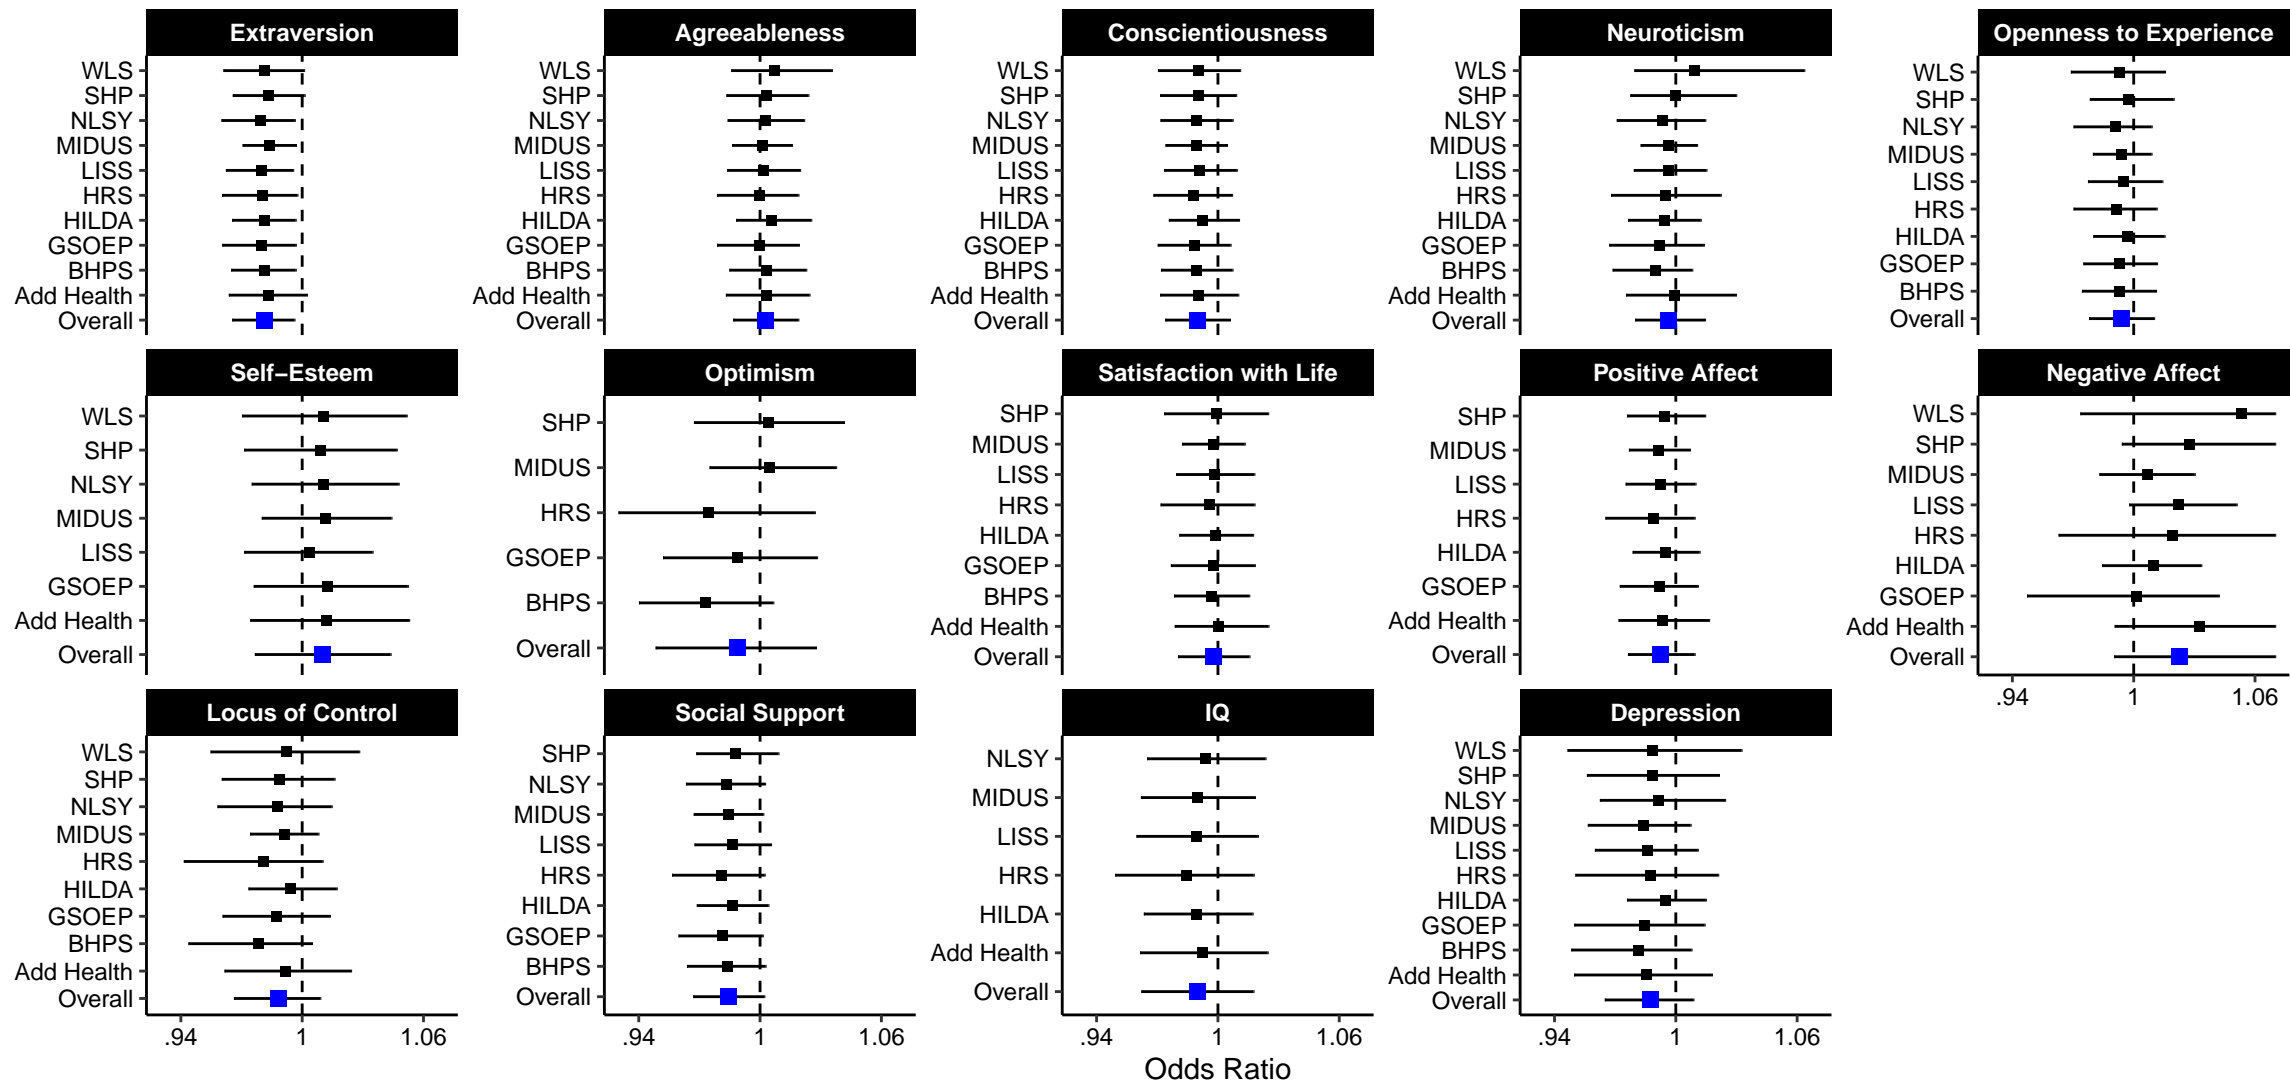 Extraversion
WLS
SHP
NLSY
MIDUS
LISS
HRS
HILDA
GSOEP
BHPS
Add Health
Overall
Agreeableness
WLS
SHP
NLSY
MIDUS
LISS
HRS
HILDA
GSOEP
BHPS
Add Health
Overall
Conscientiousness
WLS
SHP
NLSY
MIDUS
LISS
HRS
HILDA
GSOEP
BHPS
Add Health
Overall
Neuroticism
WLS
SHP
NLSY
MIDUS
LISS
HRS
HILDA
GSOEP
BHPS
Add Health
Overall
Openness to Experience
WLS
SHP
NLSY
MIDUS
LISS
HRS
HILDA
GSOEP
BHPS
Overall
Self−Esteem
WLS
SHP
NLSY
MIDUS
LISS
GSOEP
Add Health
Overall
Optimism
SHP
MIDUS
HRS
GSOEP
BHPS
Overall
Satisfaction with Life
SHP
MIDUS
LISS
HRS
HILDA
GSOEP
BHPS
Add Health
Overall
Positive Affect
SHP
MIDUS
LISS
HRS
HILDA
GSOEP
Add Health
Overall
Negative Affect
WLS
SHP
MIDUS
LISS
HRS
HILDA
GSOEP
Add Health
Overall
.94 1 1.06
Locus of Control
WLS
SHP
NLSY
MIDUS
HRS
HILDA
GSOEP
BHPS
Add Health
Overall
.94 1 1.06
Social Support
SHP
NLSY
MIDUS
LISS
HRS
HILDA
GSOEP
BHPS
Overall
.94 1 1.06
IQ
NLSY
MIDUS
LISS
HRS
HILDA
Add Health
Overall
.94 1 1.06
Depression
WLS
SHP
NLSY
MIDUS
LISS
HRS
HILDA
GSOEP
BHPS
Add Health
Overall
.94 1 1.06
Odds Ratio